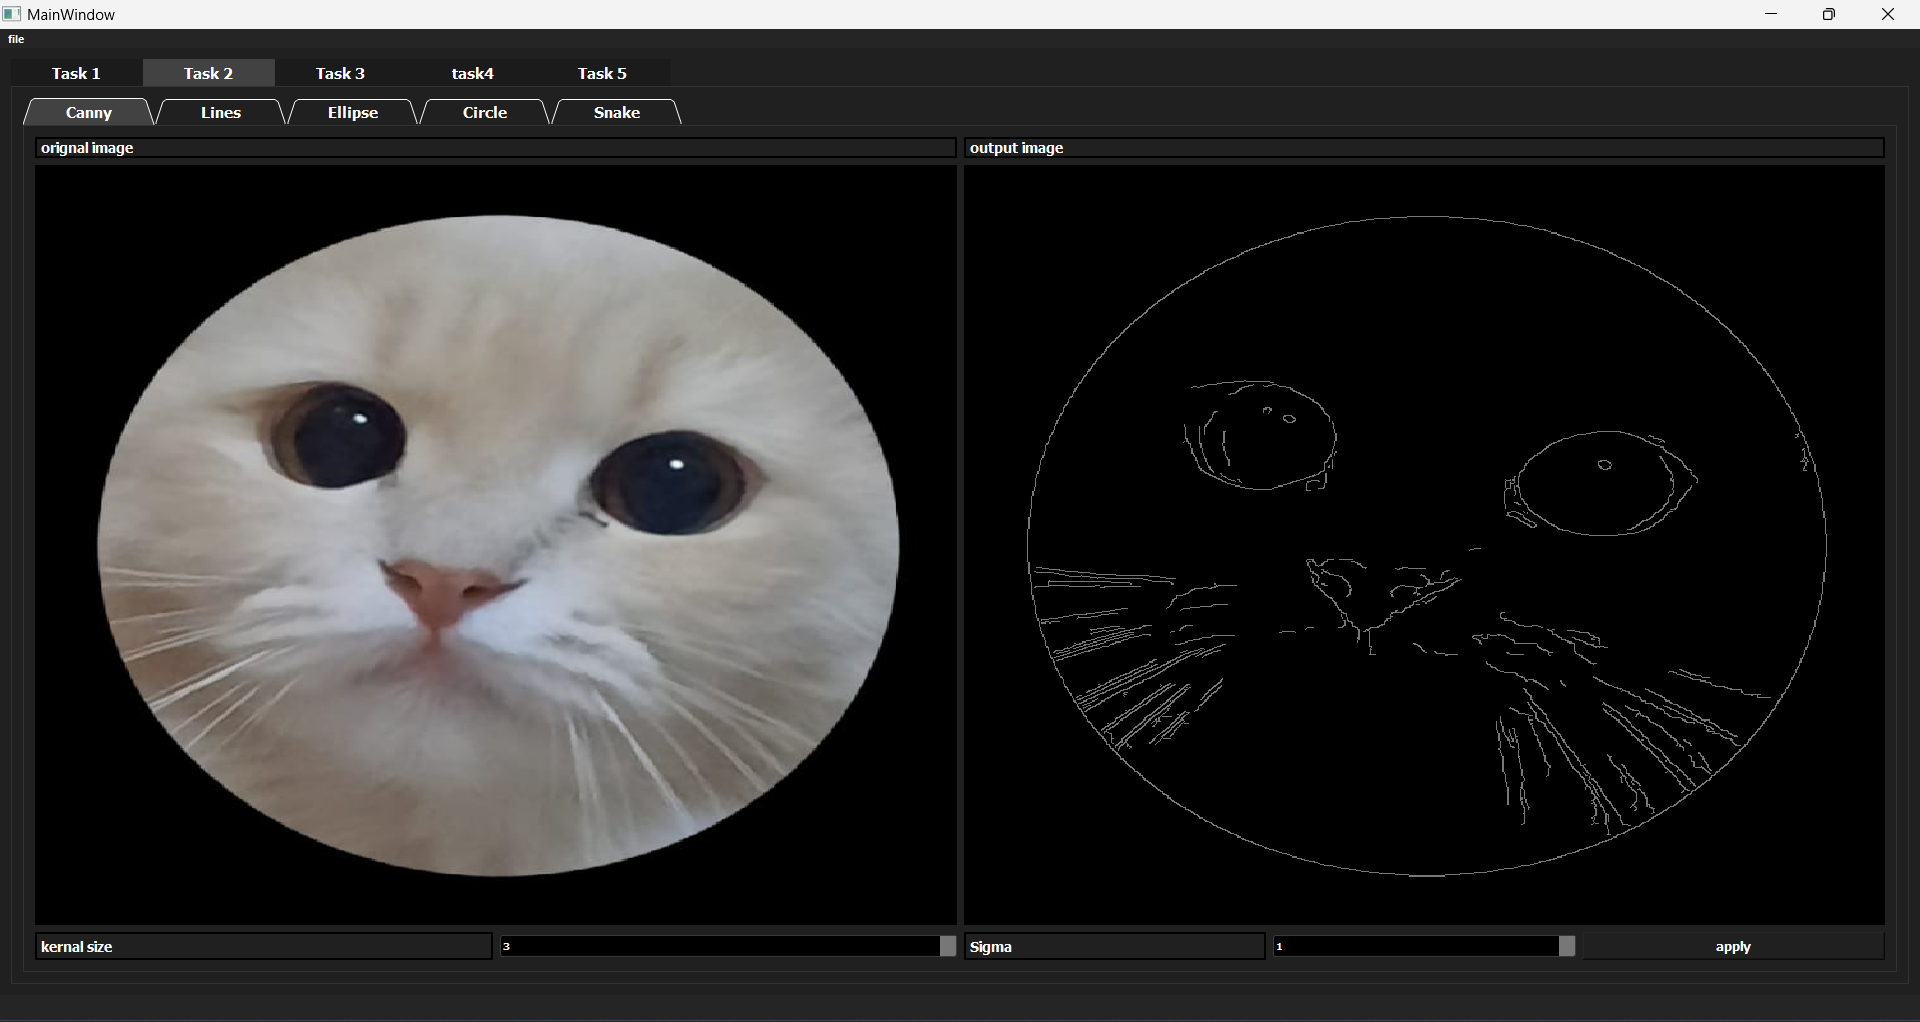 MainWindow
file
Task 1 Task 2 Task 3 task4 Task 5
Canny Lines Ellipse Circle Snake
orignal image output image
kernal size 3 Sigma 1 apply